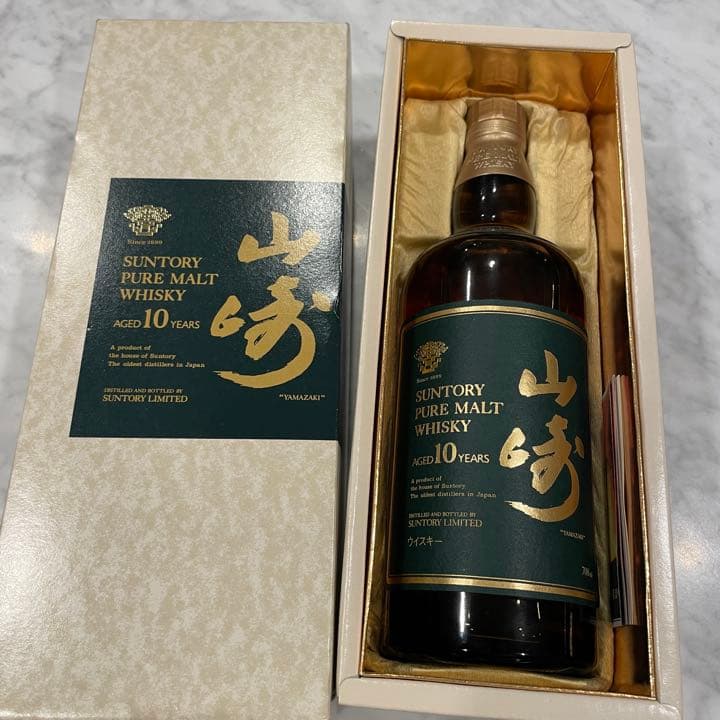 Since 1899
SUNTORY
PURE MALT
WHISKY
AGED 10 YEARS
A product of
the house of Suntory
The oldest distillers in Japan
DISTILLED AND BOTTLED BY
SUNTORY LIMITED
山崎
"YAMAZAKI"
Since 1899
SUNTORY
PURE MALT
WHISKY
AGED 10 YEARS
A product of
the house of Suntory
The oldest distillers in Japan
DISTILLED AND BOTTLED BY
SUNTORY LIMITED
ウイスキー
山崎
"YAMAZAKI"